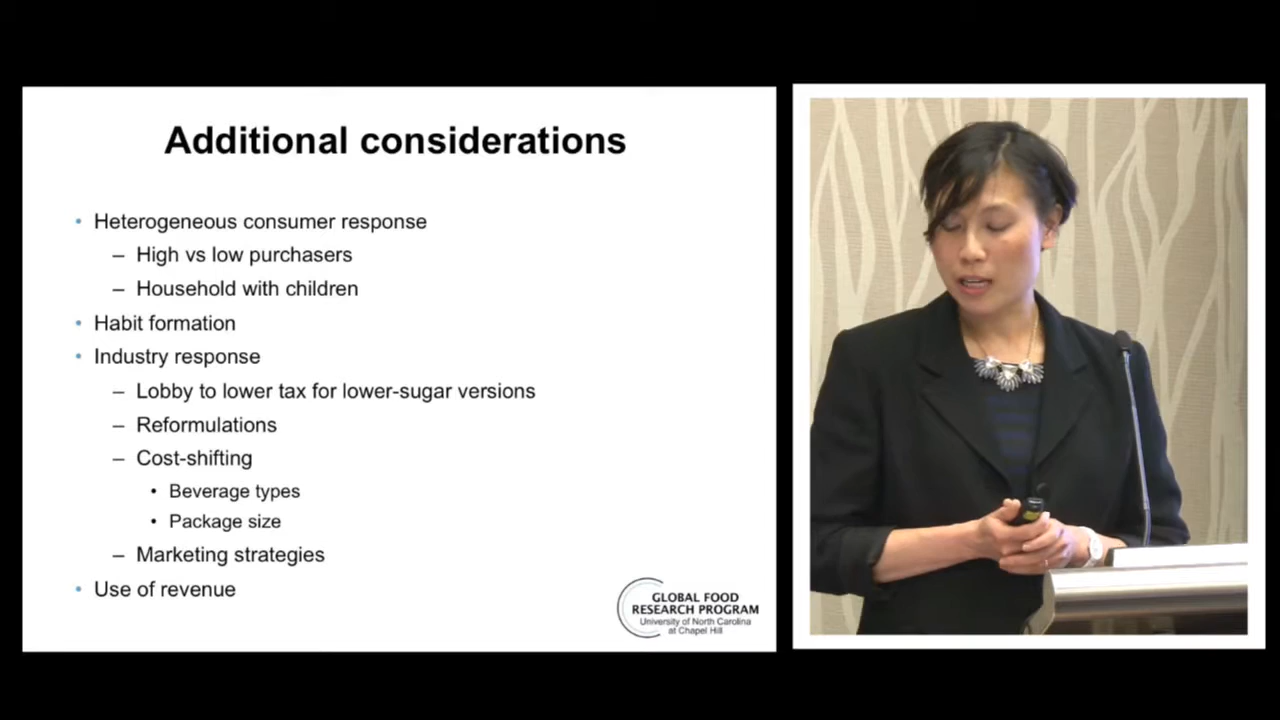 Additional considerations
• Heterogeneous consumer response
– High vs low purchasers
– Household with children
• Habit formation
• Industry response
– Lobby to lower tax for lower-sugar versions
– Reformulations
– Cost-shifting
• Beverage types
• Package size
– Marketing strategies
• Use of revenue
GLOBAL FOOD
RESEARCH PROGRAM
University of North Carolina
at Chapel Hill